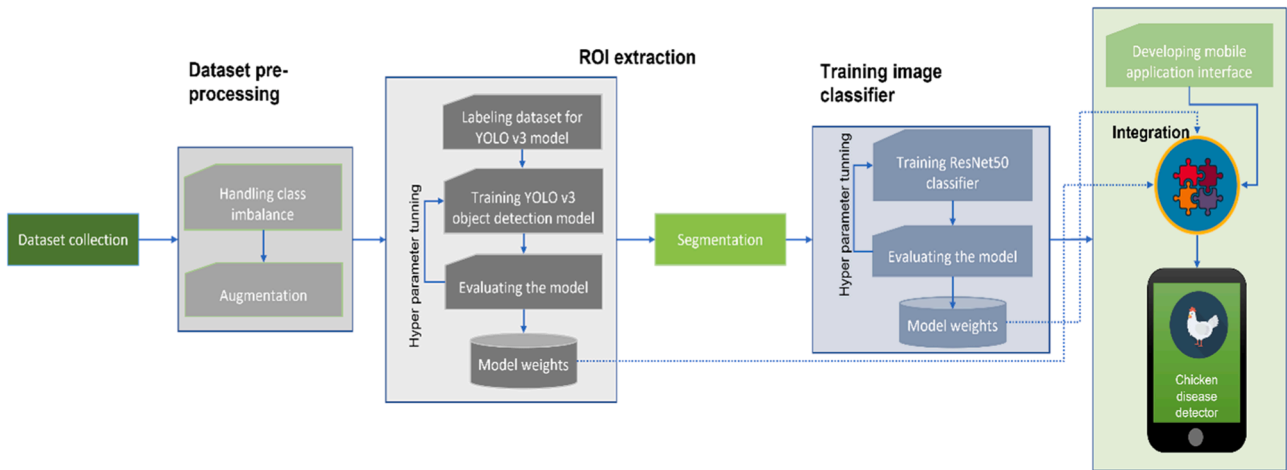 Dataset collection
Dataset pre-
processing
Handling class
imbalance
Augmentation
ROI extraction
Labeling dataset for
YOLO v3 model
Training YOLO v3
object detection model
Evaluating the model
Hyper parameter tunning
Model weights
Segmentation
Training image
classifier
Training ResNet50
classifier
Evaluating the model
Hyper parameter tunning
Model weights
Developing mobile
application interface
Integration
Chicken
disease
detector